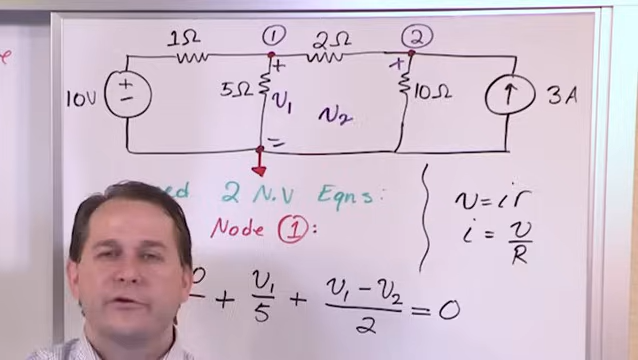 1Ω ① 2Ω ②
10V + − 5Ω + V₁ − V₂ + 10Ω ↑ 3A
2 N.V Eqns:
Node ①:
v = ir
i = v/R
+ V₁/5 + (V₁ − V₂)/2 = 0